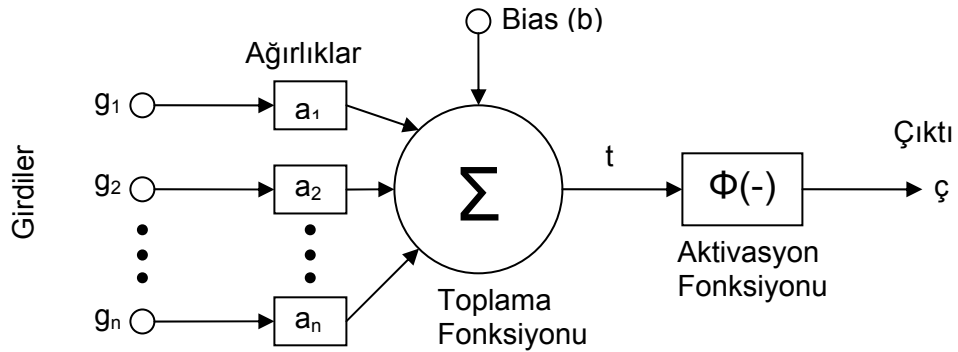 Bias (b)
Ağırlıklar
g1
a1
Girdiler
g2
a2
Σ
t
Φ(-)
Çıktı
ç
Aktivasyon
Fonksiyonu
gn
an
Toplama
Fonksiyonu